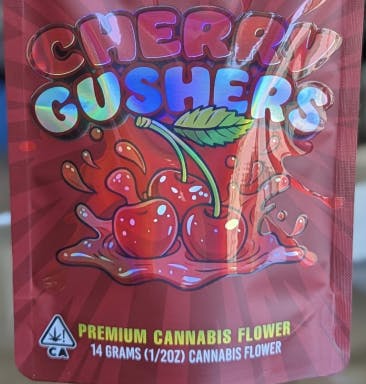 CHERRY
GUSHERS
PREMIUM CANNABIS FLOWER
14 GRAMS (1/2OZ) CANNABIS FLOWER
CA